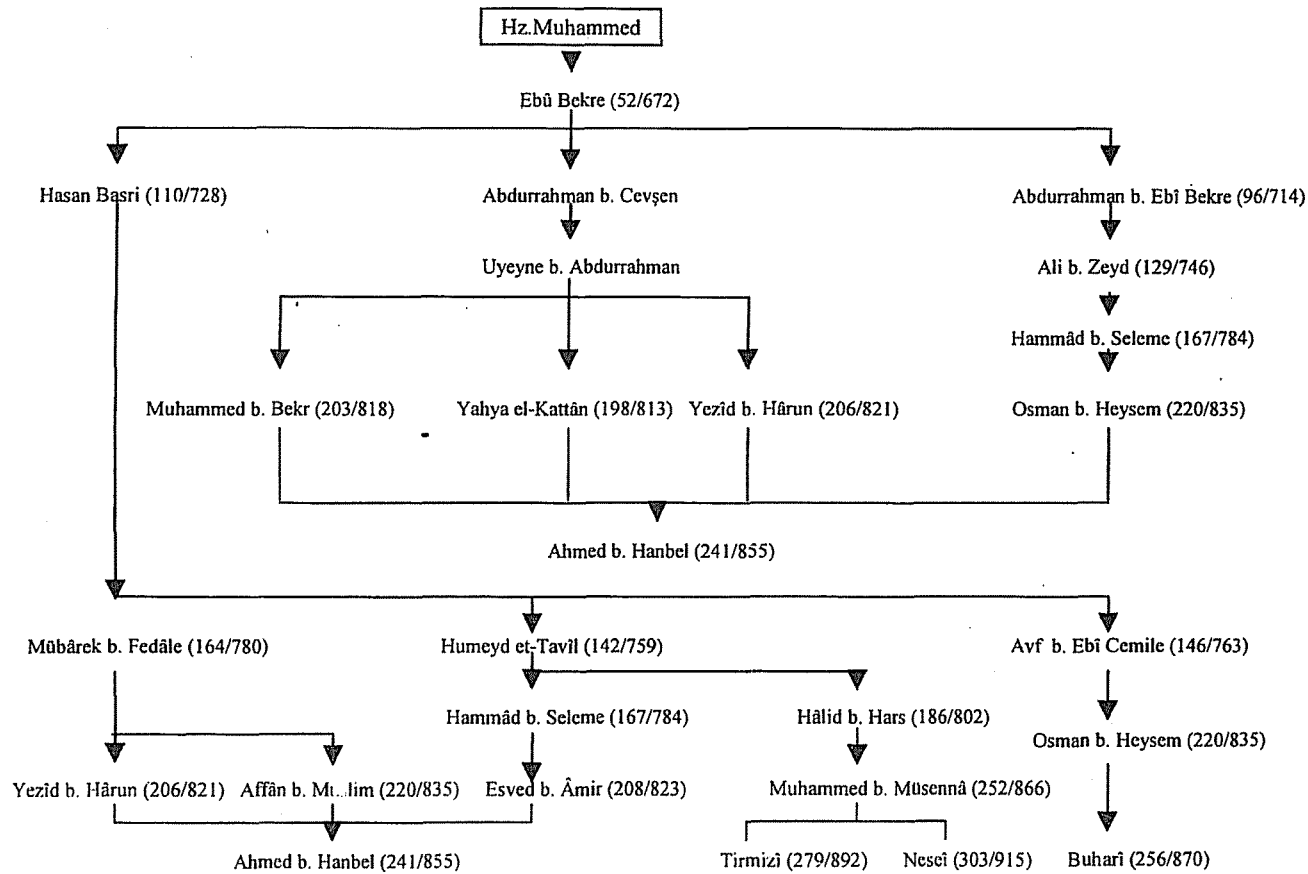 Hz.Muhammed
Ebû Bekre (52/672)
Hasan Basri (110/728) Abdurrahman b. Cevşen Abdurrahman b. Ebî Bekre (96/714)
Uyeyne b. Abdurrahman Ali b. Zeyd (129/746)
Hammâd b. Seleme (167/784)
Muhammed b. Bekr (203/818) Yahya el-Kattân (198/813) Yezîd b. Hârun (206/821) Osman b. Heysem (220/835)
Ahmed b. Hanbel (241/855)
Mübârek b. Fedâle (164/780) Humeyd et-Tavîl (142/759) Avf b. Ebî Cemile (146/763)
Hammâd b. Seleme (167/784) Hâlid b. Hars (186/802)
Osman b. Heysem (220/835)
Yezîd b. Hârun (206/821) Affân b. (220/835) Esved b. Âmir (208/823) Muhammed b. Müsennâ (252/866)
Ahmed b. Hanbel (241/855) Tirmizî (279/892) Neseî (303/915) Buharî (256/870)